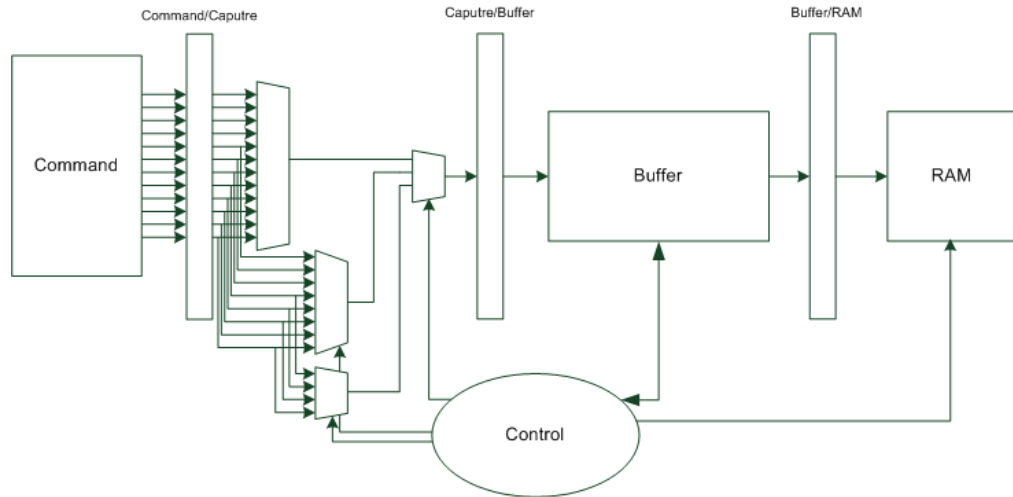 Command/Caputre
Caputre/Buffer
Buffer/RAM
Command
Buffer
RAM
Control